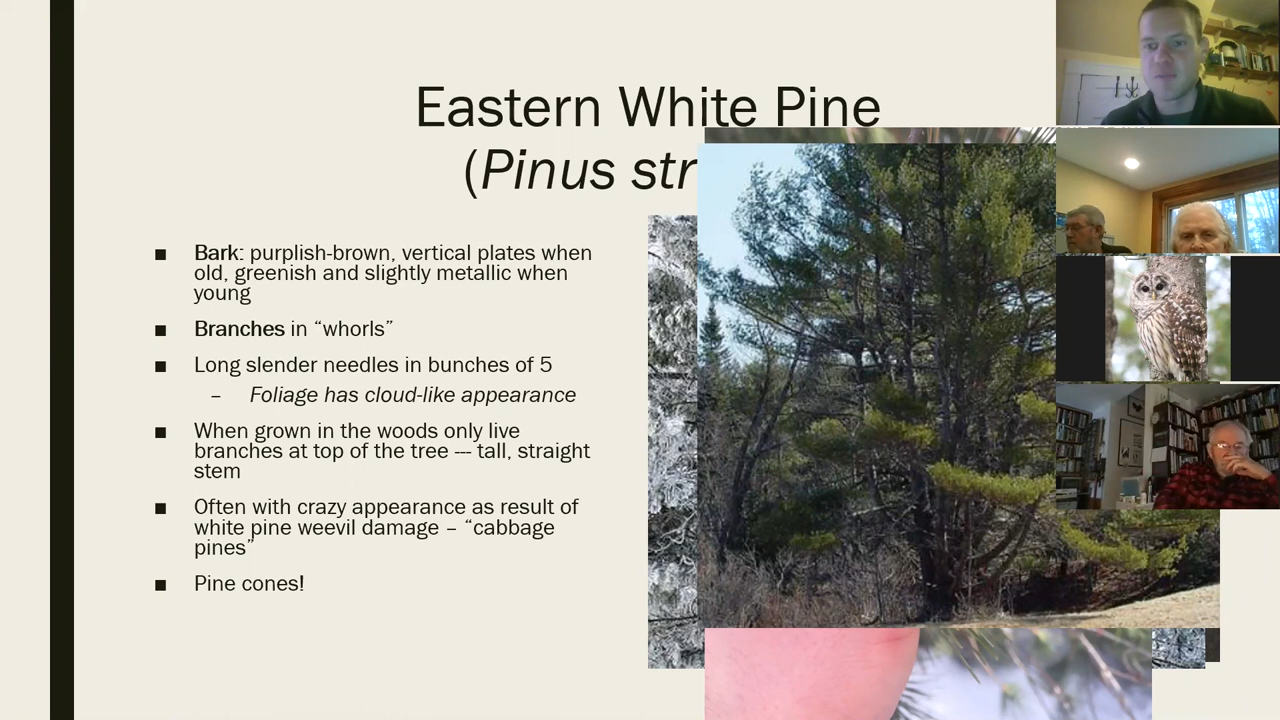 Eastern White Pine
(Pinus str
■ Bark: purplish-brown, vertical plates when
old, greenish and slightly metallic when
young
■ Branches in “whorls”
■ Long slender needles in bunches of 5
– Foliage has cloud-like appearance
■ When grown in the woods only live
branches at top of the tree --- tall, straight
stem
■ Often with crazy appearance as result of
white pine weevil damage – “cabbage
pines”
■ Pine cones!